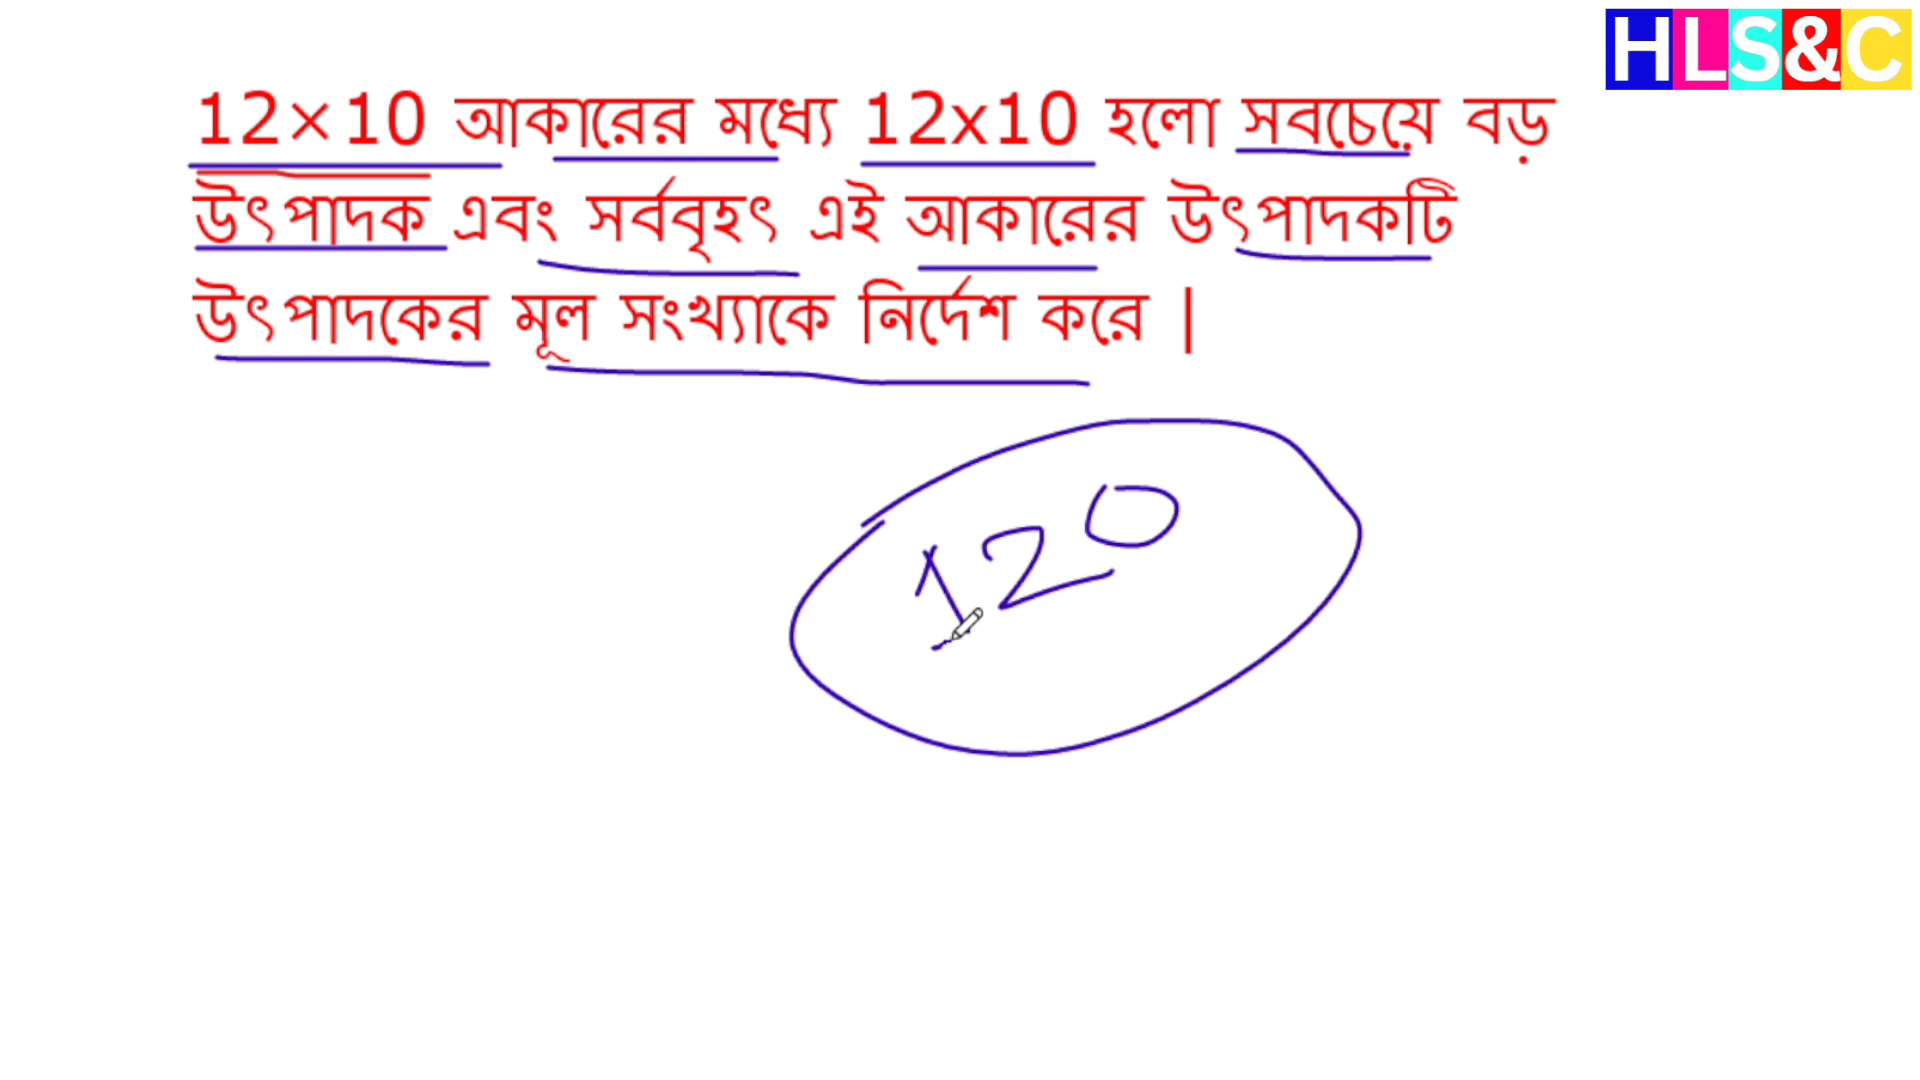 HLS&C
12×10 আকারের মধ্যে 12x10 হলো সবচেয়ে বড়
উৎপাদক এবং সর্ববৃহৎ এই আকারের উৎপাদকটি
উৎপাদকের মূল সংখ্যাকে নির্দেশ করে |
120